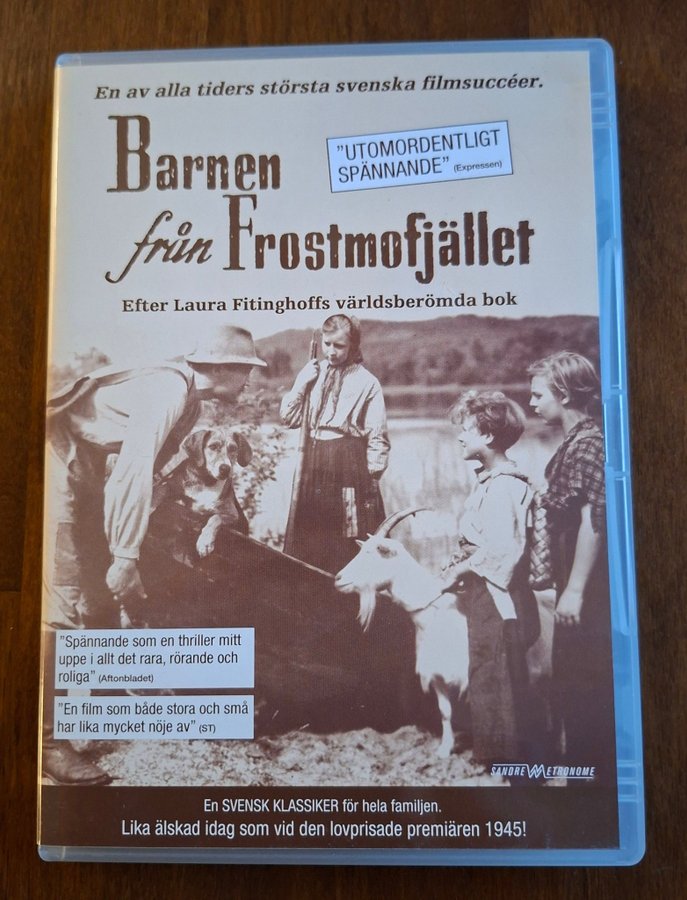 En av alla tiders största svenska filmsuccéer.
"UTOMORDENTLIGT
SPÄNNANDE" (Expressen)
Barnen
från Frostmofjället
Efter Laura Fitinghoffs världsberömda bok
"Spännande som en thriller mitt
uppe i allt det rara, rörande och
roliga" (Aftonbladet)
"En film som både stora och små
har lika mycket nöje av" (ST)
SANDREW METRONOME
En SVENSK KLASSIKER för hela familjen.
Lika älskad idag som vid den lovprisade premiären 1945!